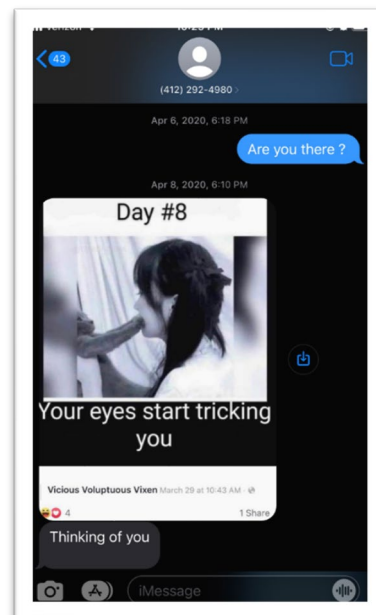 43
(412) 292-4980 >
Apr 6, 2020, 6:18 PM
Are you there ?
Apr 8, 2020, 6:10 PM
Day #8
Your eyes start tricking
you
Vicious Voluptuous Vixen March 29 at 10:43 AM ·
4
1 Share
Thinking of you
iMessage